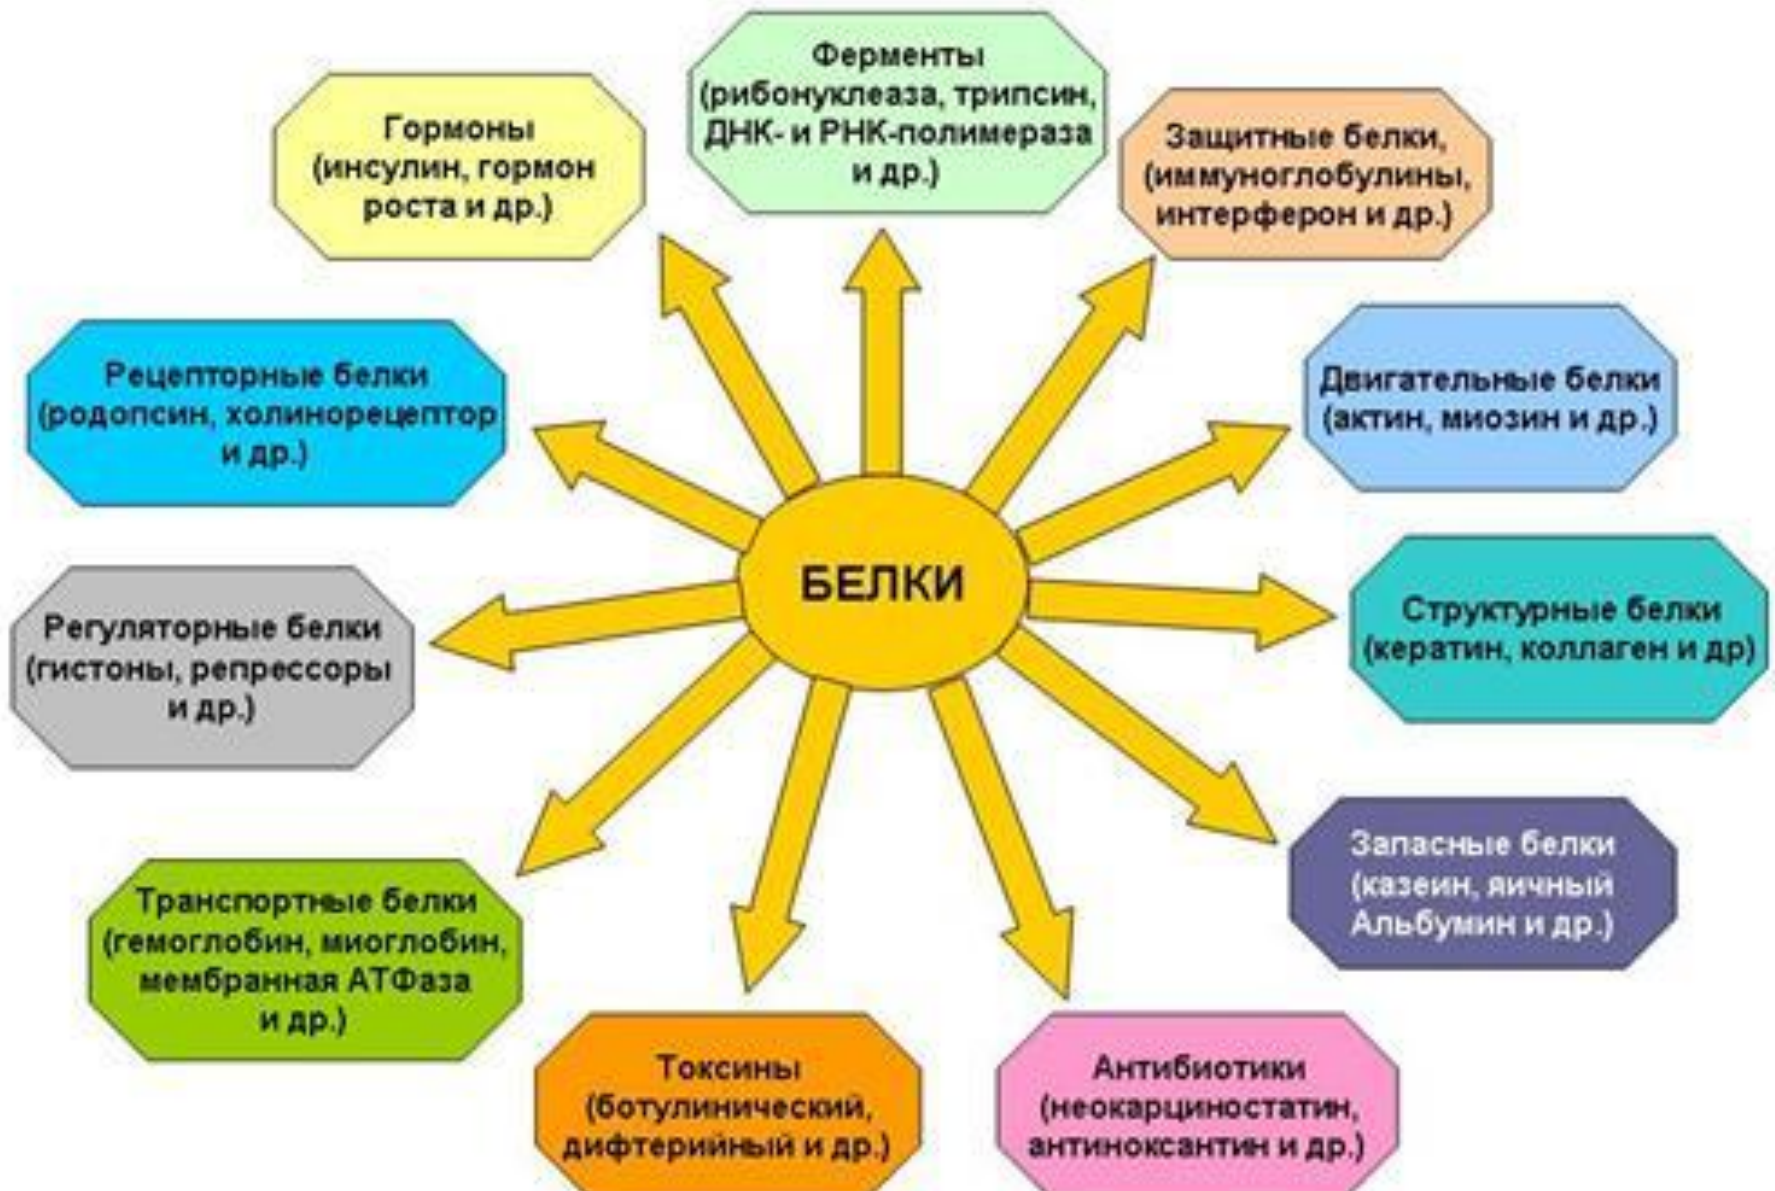 Ферменты
(рибонуклеаза, трипсин,
ДНК- и РНК-полимераза
и др.)
Гормоны
(инсулин, гормон
роста и др.)
Защитные белки,
(иммуноглобулины,
интерферон и др.)
Рецепторные белки
(родопсин, холинорецептор
и др.)
Двигательные белки
(актин, миозин и др.)
БЕЛКИ
Регуляторные белки
(гистоны, репрессоры
и др.)
Структурные белки
(кератин, коллаген и др)
Транспортные белки
(гемоглобин, миоглобин,
мембранная АТФаза
и др.)
Запасные белки
(казеин, яичный
Альбумин и др.)
Токсины
(ботулинический,
дифтерийный и др.)
Антибиотики
(неокарциностатин,
антиноксантин и др.)